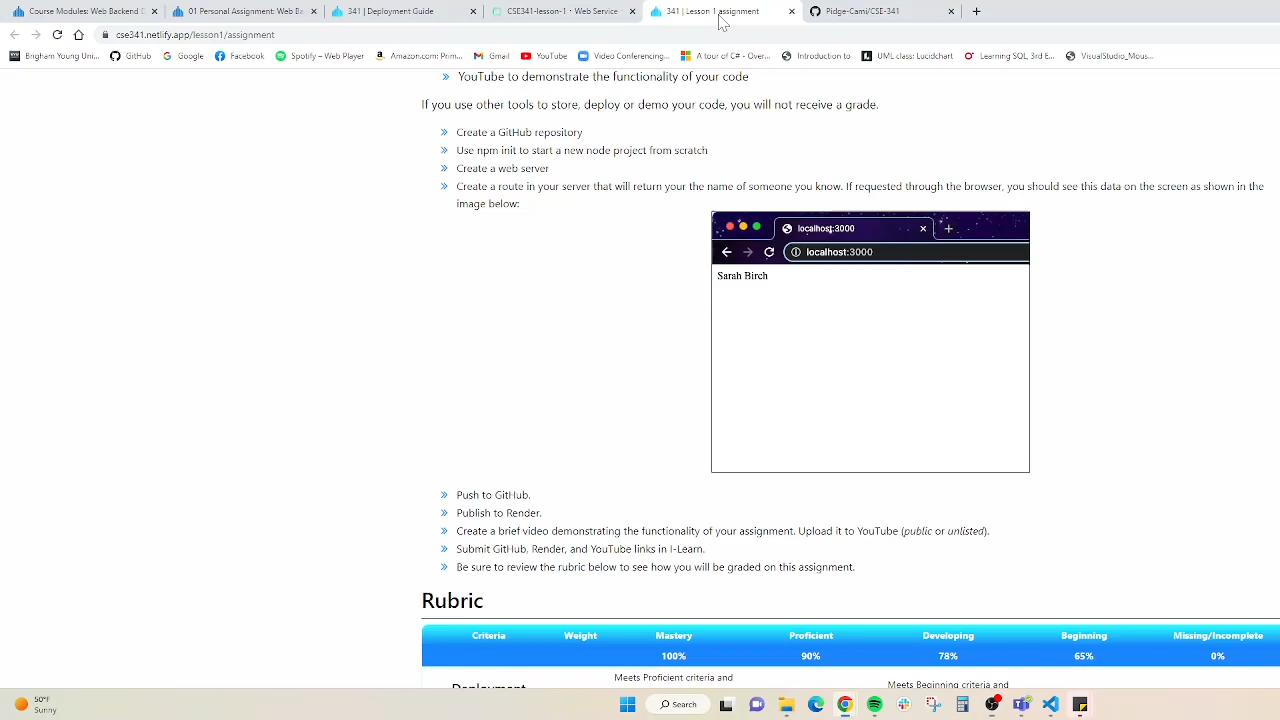 Course Modules: Web Backend D
01 Personal Assignment: Web Ba
341 | Deployment Guide
CSE341-lesson-1 · Web Service
341 | Lesson 1 assignment
Pidge-Cami/CSE-341
cse341.netlify.app/lesson1/assignment
Brigham Young Uni...
GitHub
Google
Facebook
Spotify – Web Player
Amazon.com: Prim...
Gmail
YouTube
Video Conferencing,...
A tour of C# - Over...
Introduction to
UML class: Lucidchart
Learning SQL, 3rd E...
VisualStudio_Mous...
YouTube to demonstrate the functionality of your code
If you use other tools to store, deploy or demo your code, you will not receive a grade.
Create a GitHub repository
Use npm init to start a new node project from scratch
Create a web server
Create a route in your server that will return your the name of someone you know. If requested through the browser, you should see this data on the screen as shown in the
image below:
localhost:3000
localhost:3000
Sarah Birch
Push to GitHub.
Publish to Render.
Create a brief video demonstrating the functionality of your assignment. Upload it to YouTube (public or unlisted).
Submit GitHub, Render, and YouTube links in I-Learn.
Be sure to review the rubric below to see how you will be graded on this assignment.
Rubric
Criteria Weight Mastery Proficient Developing Beginning Missing/Incomplete
100% 90% 78% 65% 0%
Meets Proficient criteria and
Meets Beginning criteria and
Deployment
50°F
Sunny
Search